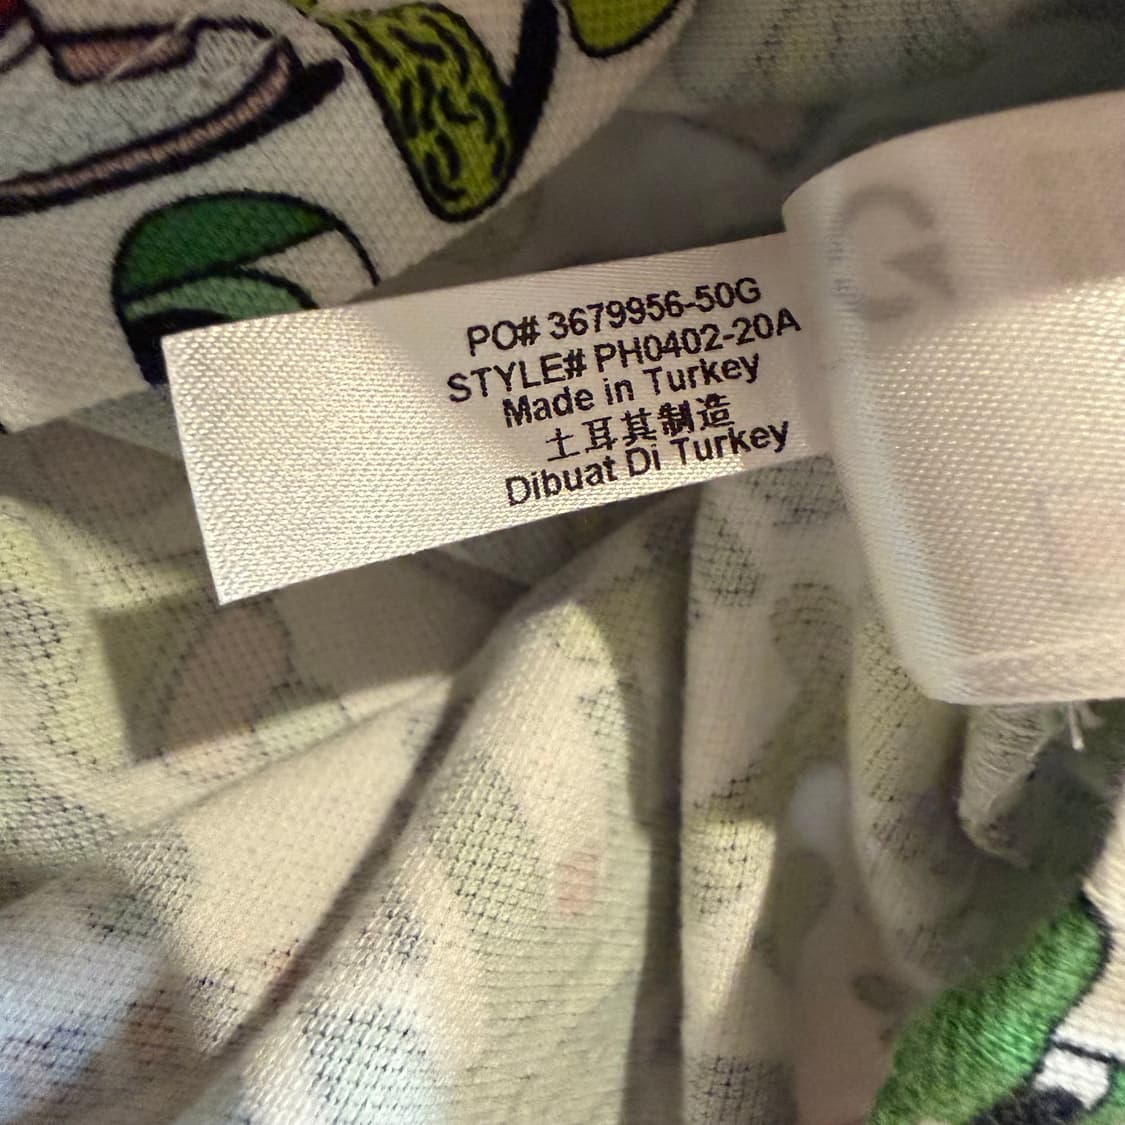 PO# 3679956-50G
STYLE# PH0402-20A
Made in Turkey
土耳其制造
Dibuat Di Turkey